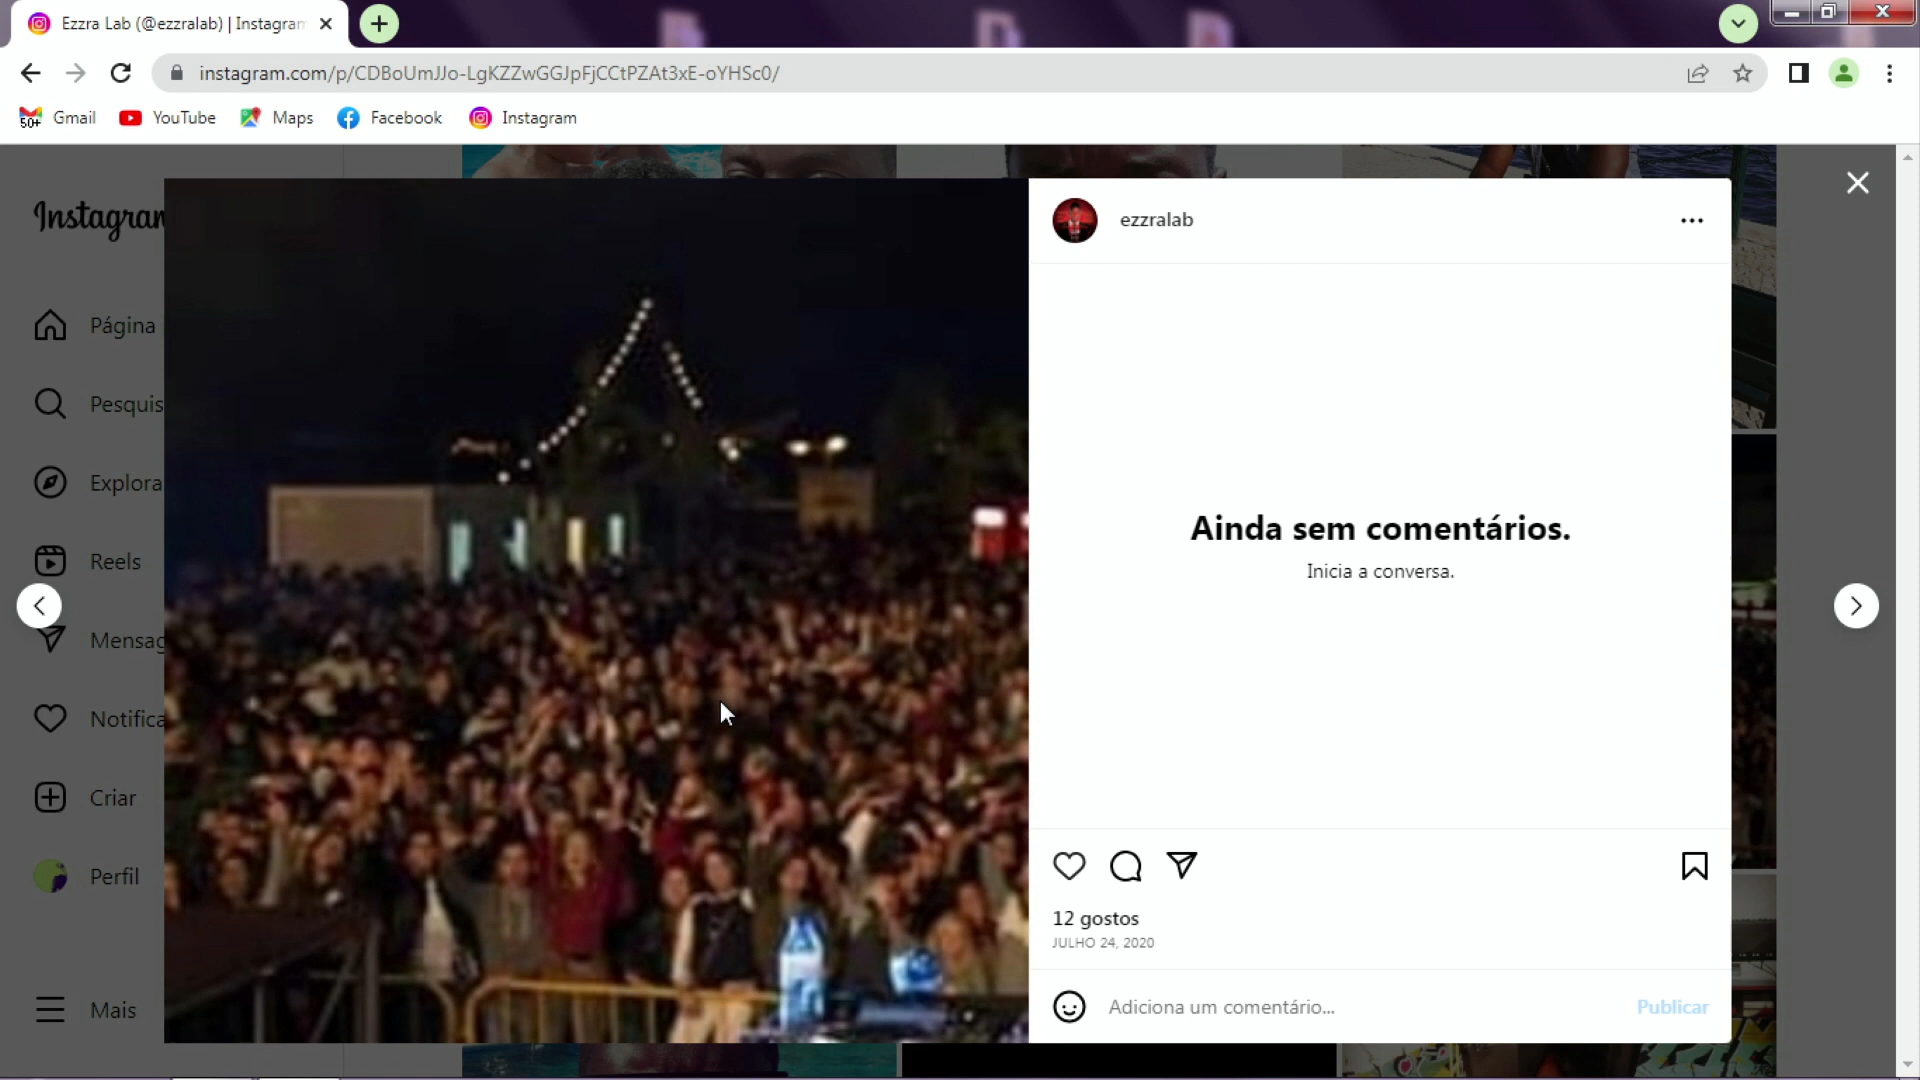 Ezzra Lab (@ezzralab) | Instagram
instagram.com/p/CDBoUmJJo-LgKZZwGGJpFjCCtPZAt3xE-oYHSc0/
50+ Gmail YouTube Maps Facebook Instagram
Instagram
ezzralab
Página
Pesquis
Explora
Reels
Mensag
Notifica
Criar
Perfil
Mais
Ainda sem comentários.
Inicia a conversa.
12 gostos
JULHO 24, 2020
Adiciona um comentário... Publicar